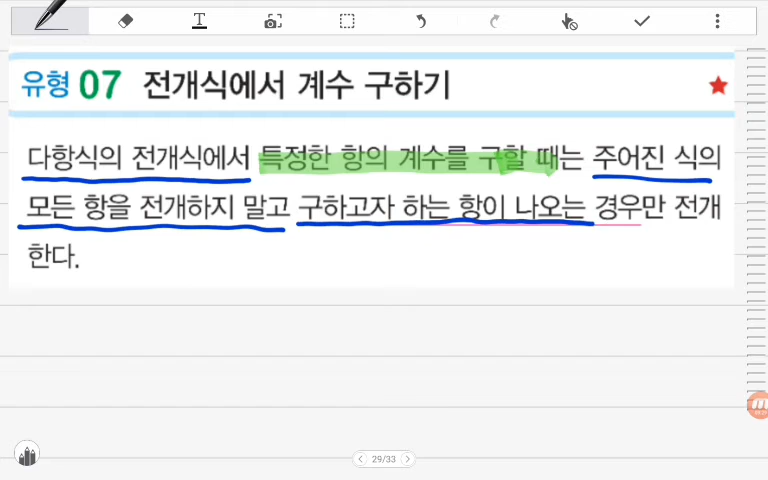 유형 07 전개식에서 계수 구하기
다항식의 전개식에서 특정한 항의 계수를 구할 때는 주어진 식의
모든 항을 전개하지 말고 구하고자 하는 항이 나오는 경우만 전개
한다.
29/33